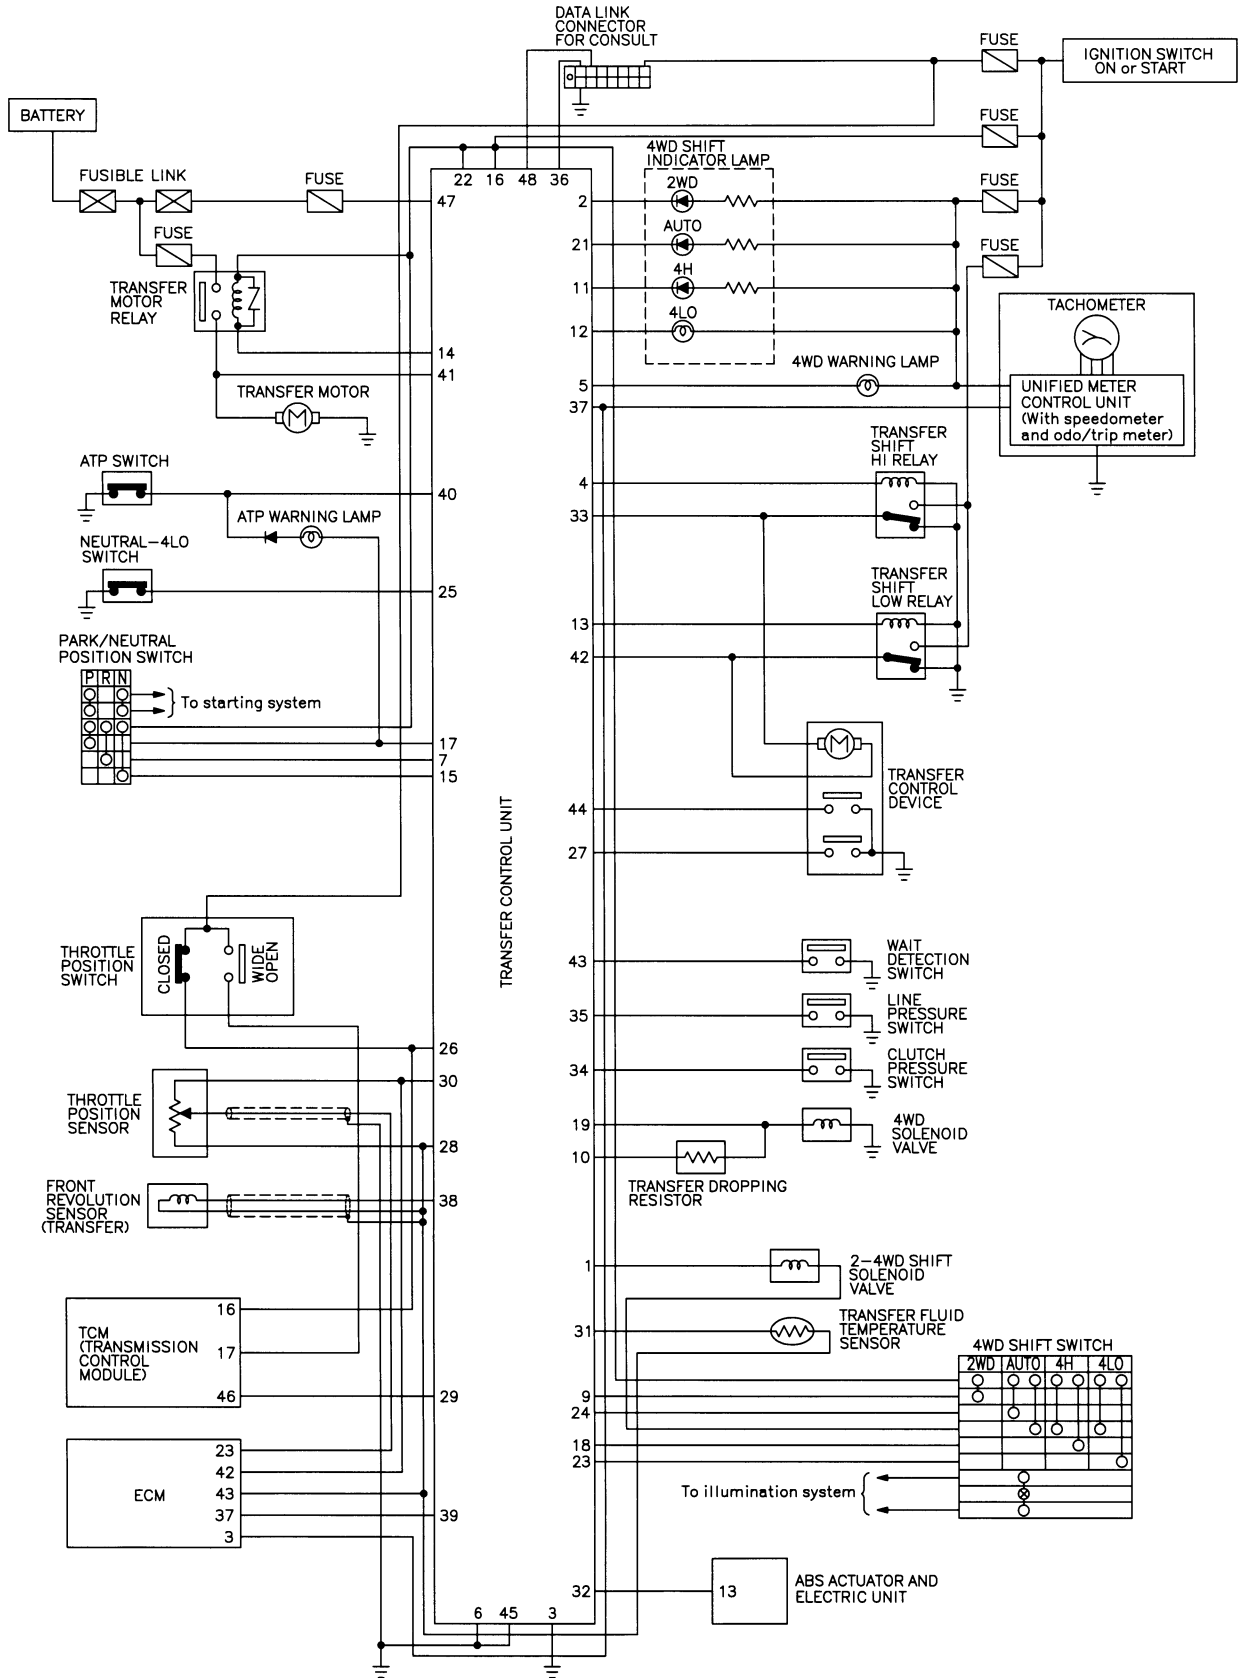 DATA LINK
CONNECTOR
FOR CONSULT
FUSE
IGNITION SWITCH
ON or START
BATTERY
FUSE
4WD SHIFT
INDICATOR LAMP
FUSIBLE LINK
FUSE
22 16 48 36
2WD
FUSE
47
2
FUSE
AUTO
21
FUSE
TRANSFER
MOTOR
RELAY
4H
11
TACHOMETER
4LO
12
14
41
4WD WARNING LAMP
5
37
UNIFIED METER
CONTROL UNIT
(With speedometer
and odo/trip meter)
TRANSFER MOTOR
M
TRANSFER
SHIFT
HI RELAY
ATP SWITCH
40
4
33
ATP WARNING LAMP
NEUTRAL-4LO
SWITCH
25
TRANSFER
SHIFT
LOW RELAY
13
42
PARK/NEUTRAL
POSITION SWITCH
P R N
To starting system
17
7
15
M
TRANSFER
CONTROL
DEVICE
44
27
TRANSFER CONTROL UNIT
THROTTLE
POSITION
SWITCH
CLOSED
WIDE
OPEN
43
WAIT
DETECTION
SWITCH
35
LINE
PRESSURE
SWITCH
26
34
CLUTCH
PRESSURE
SWITCH
30
THROTTLE
POSITION
SENSOR
28
19
10
4WD
SOLENOID
VALVE
TRANSFER DROPPING
RESISTOR
FRONT
REVOLUTION
SENSOR
(TRANSFER)
38
1
2-4WD SHIFT
SOLENOID
VALVE
31
TRANSFER FLUID
TEMPERATURE
SENSOR
TCM
(TRANSMISSION
CONTROL
MODULE)
16
17
46
29
4WD SHIFT SWITCH
2WD AUTO 4H 4LO
9
24
18
23
To illumination system
ECM
23
42
43
37
3
39
32
13
ABS ACTUATOR AND
ELECTRIC UNIT
6 45 3